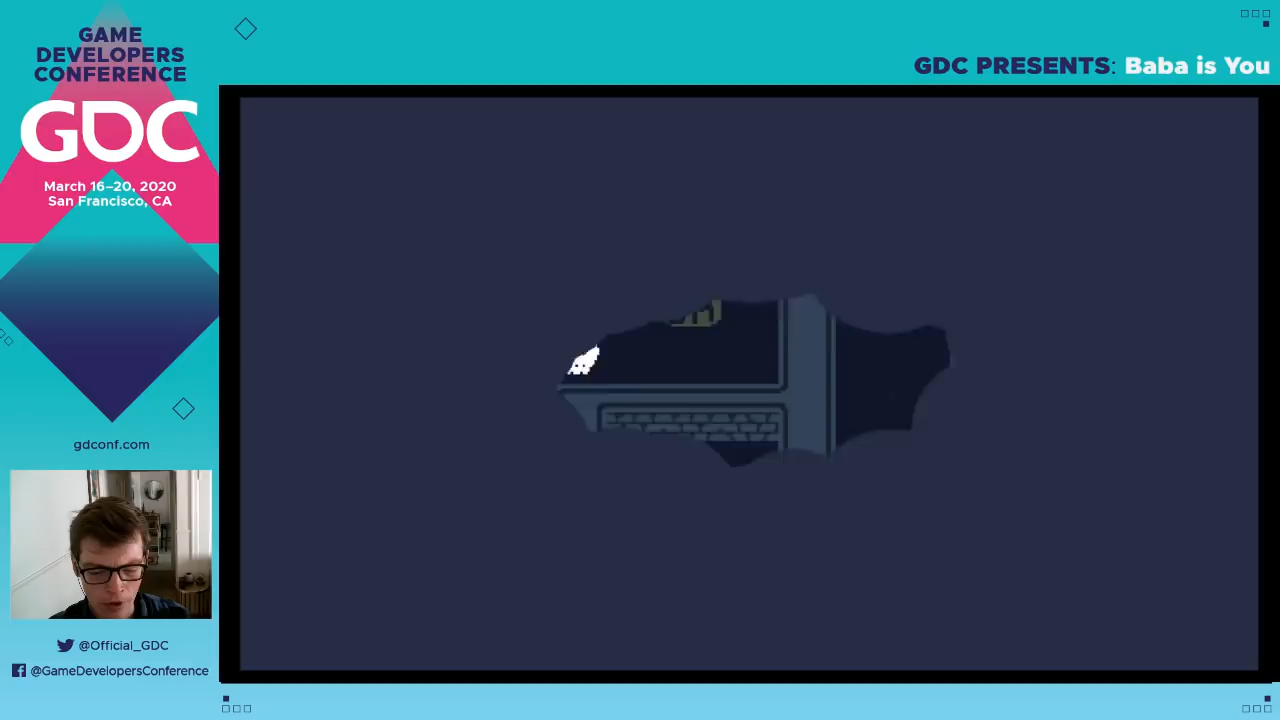 GAME
DEVELOPERS
CONFERENCE
GDC
March 16–20, 2020
San Francisco, CA
GDC PRESENTS: Baba is You
gdconf.com
@Official_GDC
@GameDevelopersConference